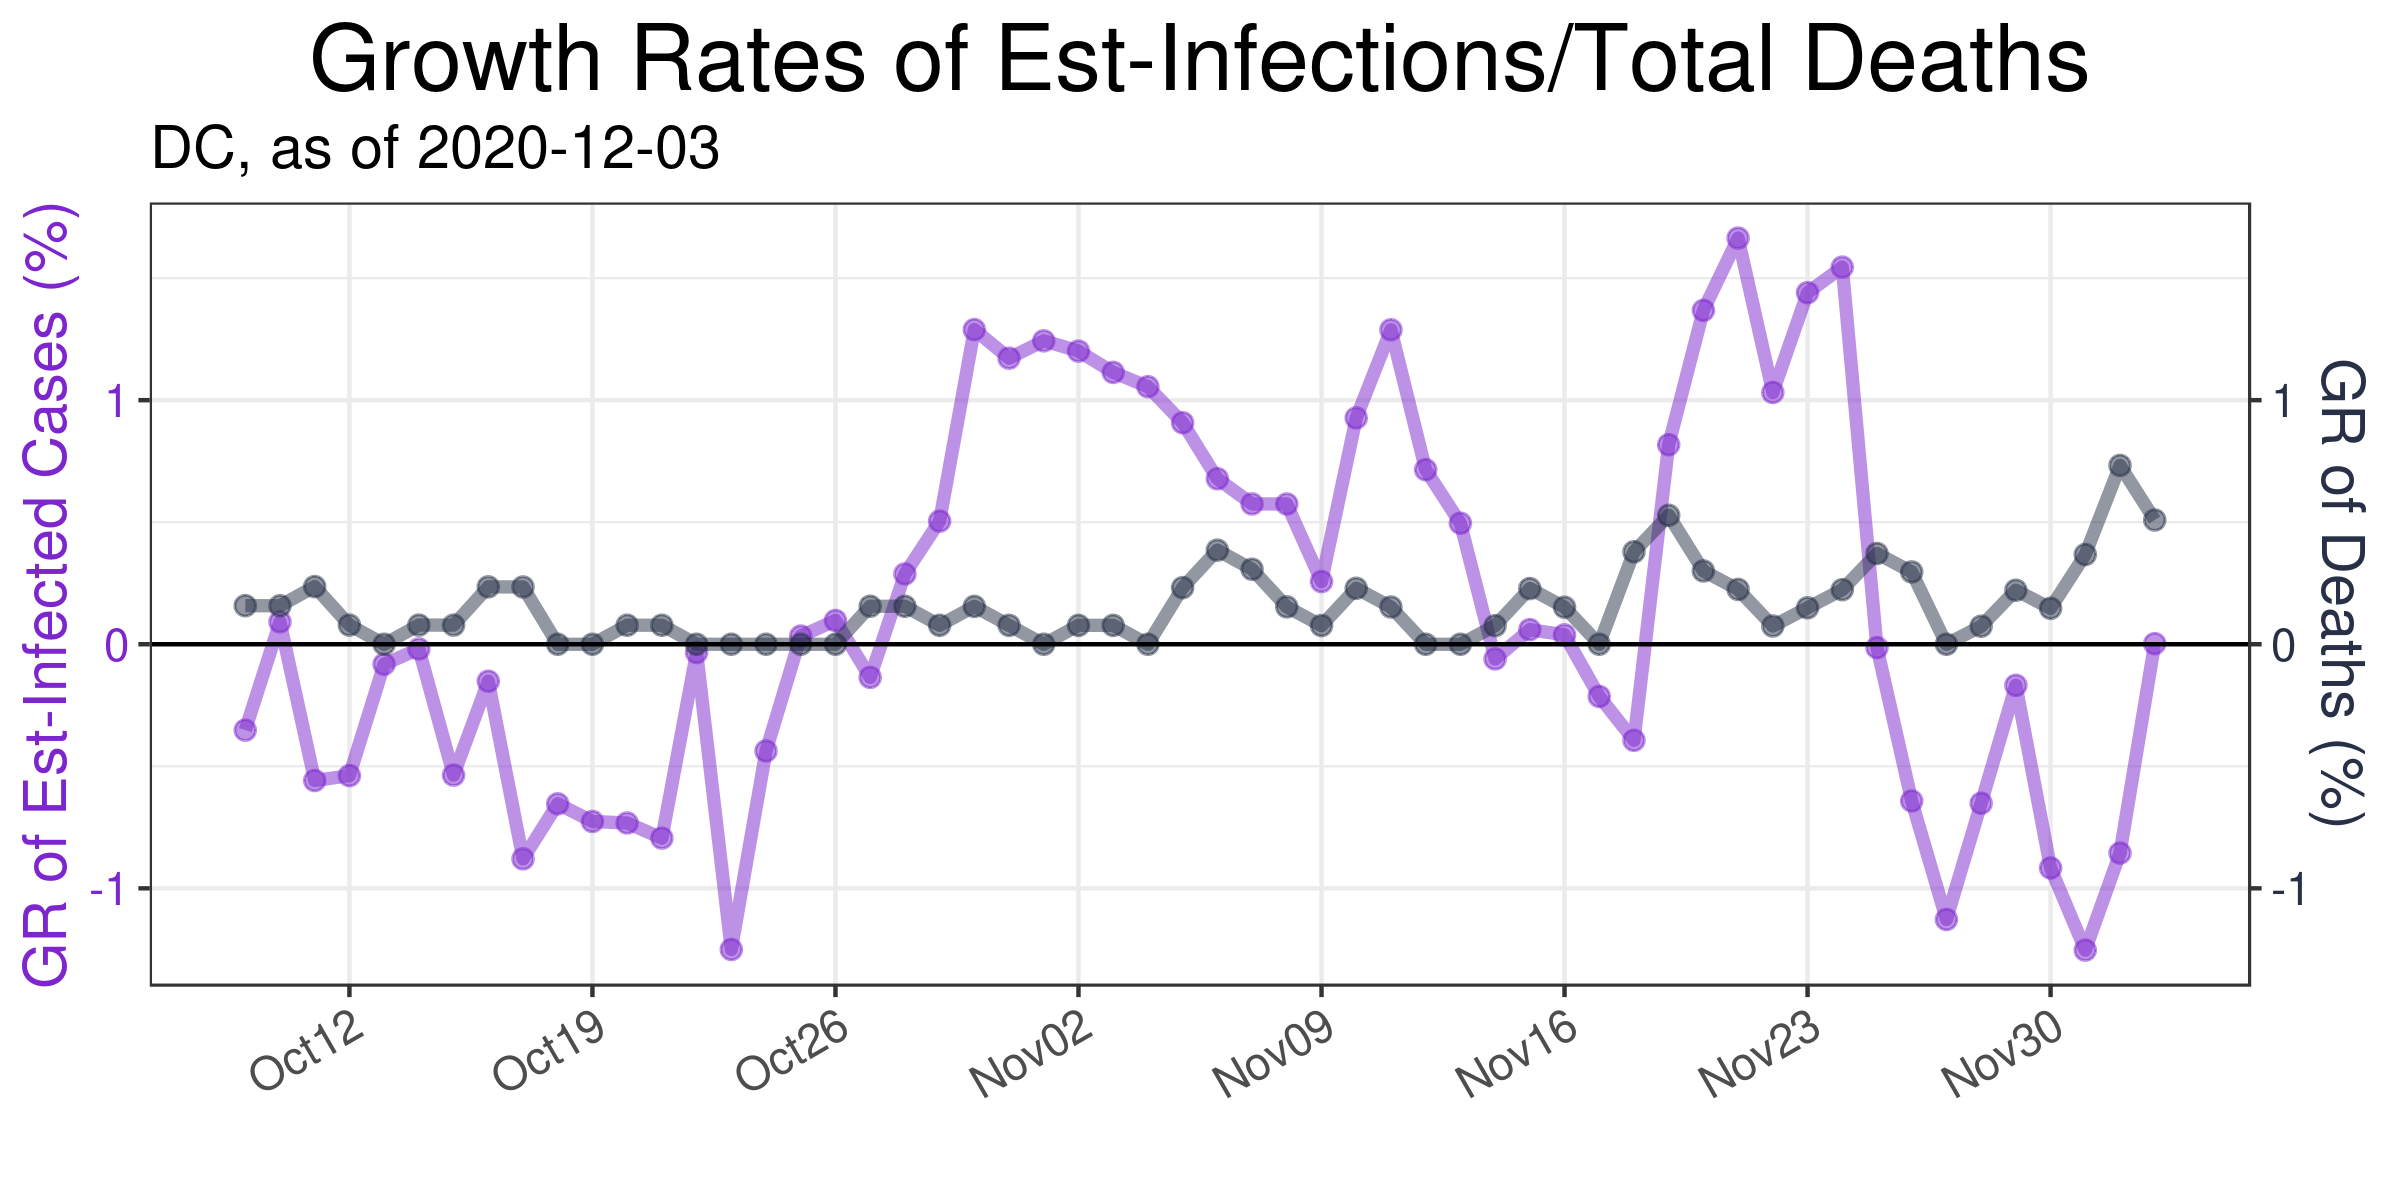 Growth Rates of Est-Infections/Total Deaths
DC, as of 2020-12-03
GR of Est-Infected Cases (%)
1
0
-1
1
0
-1
GR of Deaths (%)
Oct12
Oct19
Oct26
Nov02
Nov09
Nov16
Nov23
Nov30